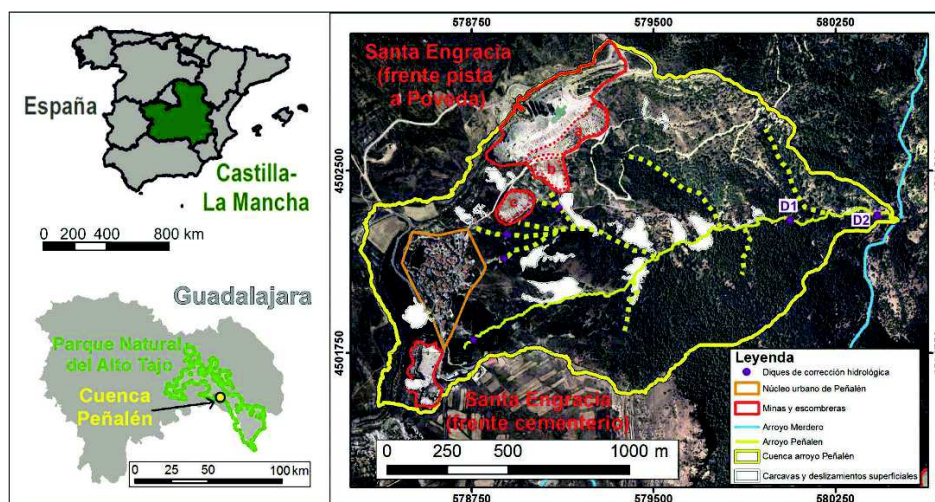 España
Castilla-
La Mancha
0 200 400 800 km
Guadalajara
Parque Natural
del Alto Tajo
Cuenca
Peñalén
0 25 50 100 km
578750 579500 580250
4502500
4501750
Santa Engracia
(frente pista
a Poveda)
a
b
c
D1
D2
Santa Engracia
(frente cementerio)
0 250 500 1000 m
Leyenda
Diques de corrección hidrológica
Núcleo urbano de Peñalén
Minas y escombreras
Arroyo Merdero
Arroyo Peñalen
Cuenca arroyo Peñalén
Carcavas y deslizamientos superficiales
4502500
4501750
578750 579500 580250